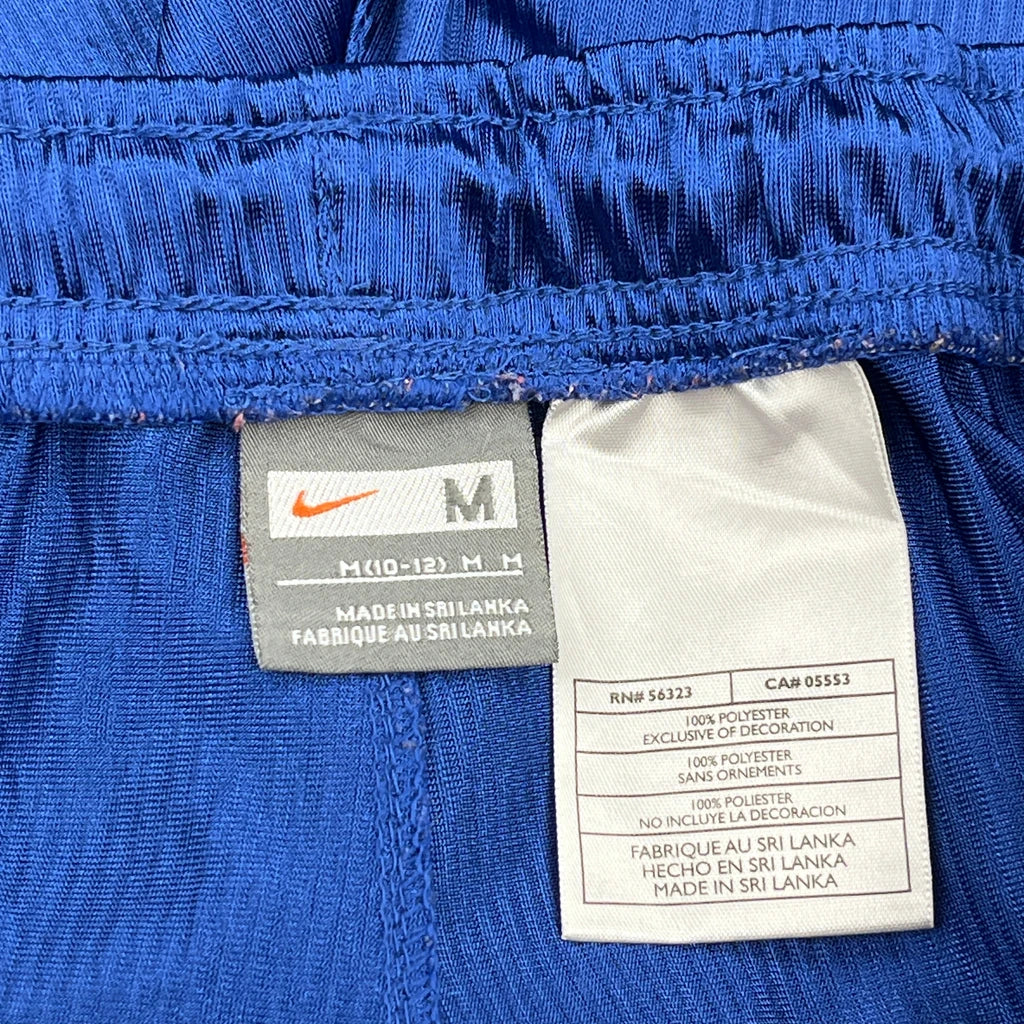 M
M(10-12) M M
MADE IN SRI LANKA
FABRIQUE AU SRI LANKA
RN# 56323
CA# 05553
100% POLYESTER
EXCLUSIVE OF DECORATION
100% POLYESTER
SANS ORNEMENTS
100% POLIESTER
NO INCLUYE LA DECORACION
FABRIQUE AU SRI LANKA
HECHO EN SRI LANKA
MADE IN SRI LANKA